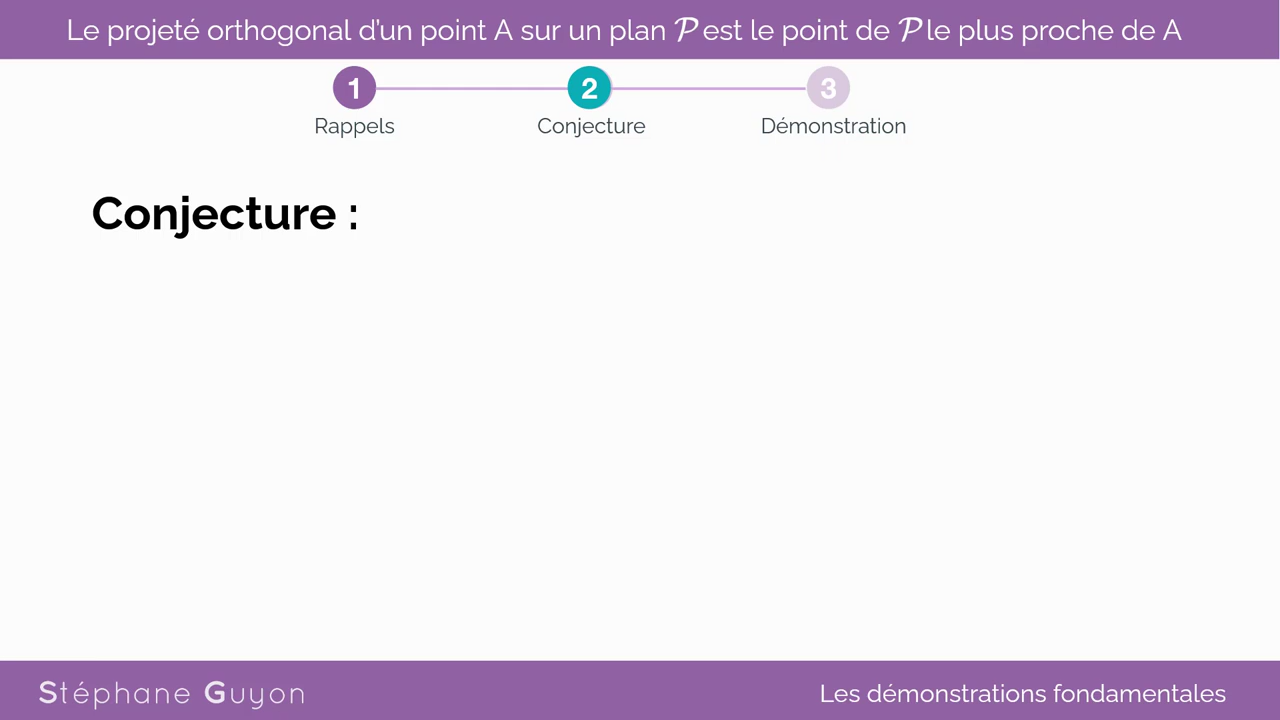 Le projeté orthogonal d’un point A sur un plan 𝒫 est le point de 𝒫 le plus proche de A
1 2 3
Rappels Conjecture Démonstration
Conjecture :
Stéphane Guyon
Les démonstrations fondamentales